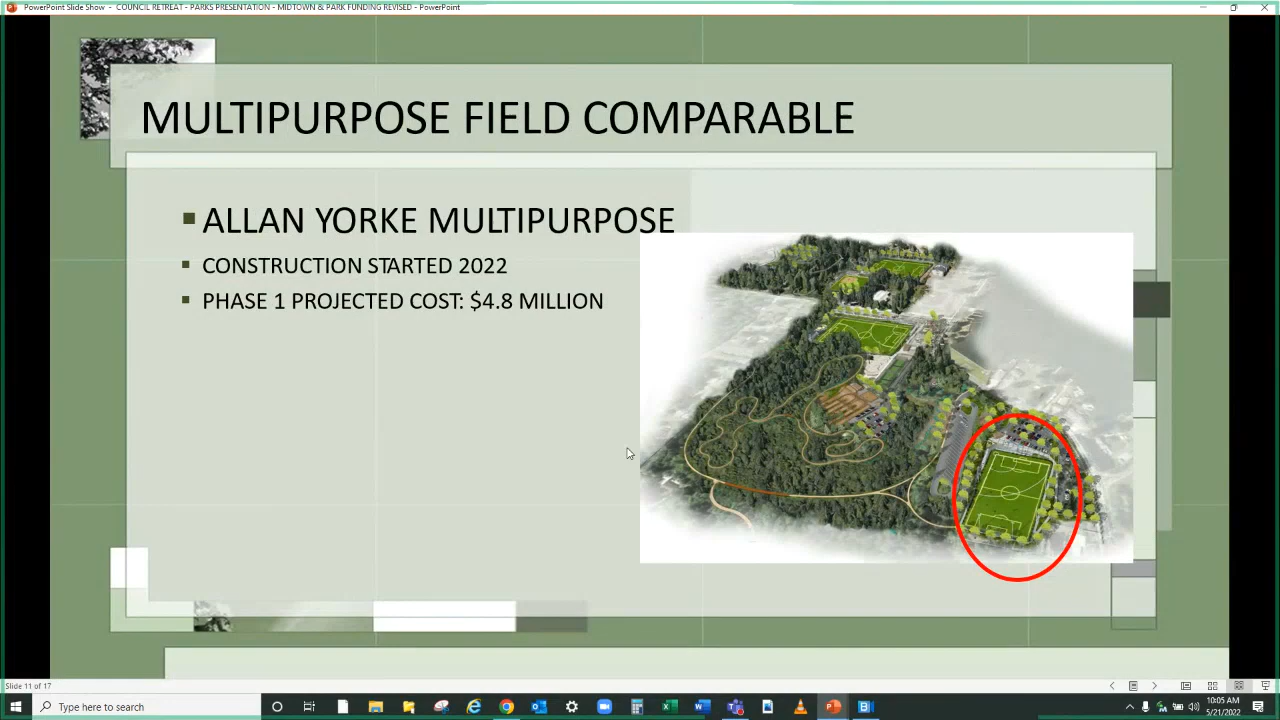 PowerPoint Slide Show - COUNCIL RETREAT - PARKS PRESENTATION - MIDTOWN & PARK FUNDING REVISED - PowerPoint
MULTIPURPOSE FIELD COMPARABLE
ALLAN YORKE MULTIPURPOSE
CONSTRUCTION STARTED 2022
PHASE 1 PROJECTED COST: $4.8 MILLION
Slide 11 of 17
Type here to search
10:05 AM
5/21/2022